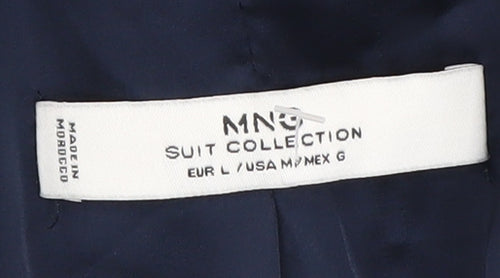 MNG
SUIT COLLECTION
EUR L / USA M / MEX G
MADE IN
MOROCCO